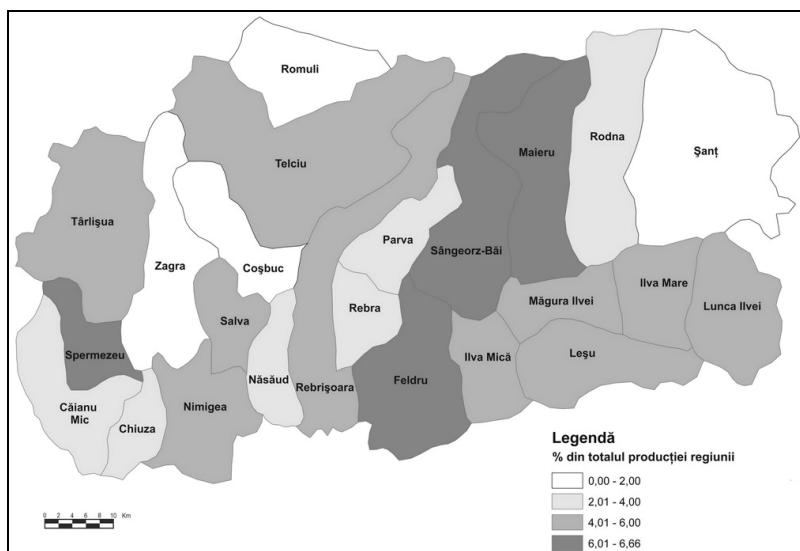 Romuli
Rodna
Şanţ
Maieru
Telciu
Târlişua
Parva
Sângeorz-Băi
Zagra
Coşbuc
Ilva Mare
Măgura Ilvei
Lunca Ilvei
Rebra
Salva
Spermezeu
Ilva Mică
Leşu
Feldru
Năsăud
Rebrişoara
Nimigea
Căianu
Mic
Chiuza
Legendă
% din totalul producţiei regiunii
0,00 - 2,00
2,01 - 4,00
4,01 - 6,00
6,01 - 6,66
0 2 4 6 8 10 Km